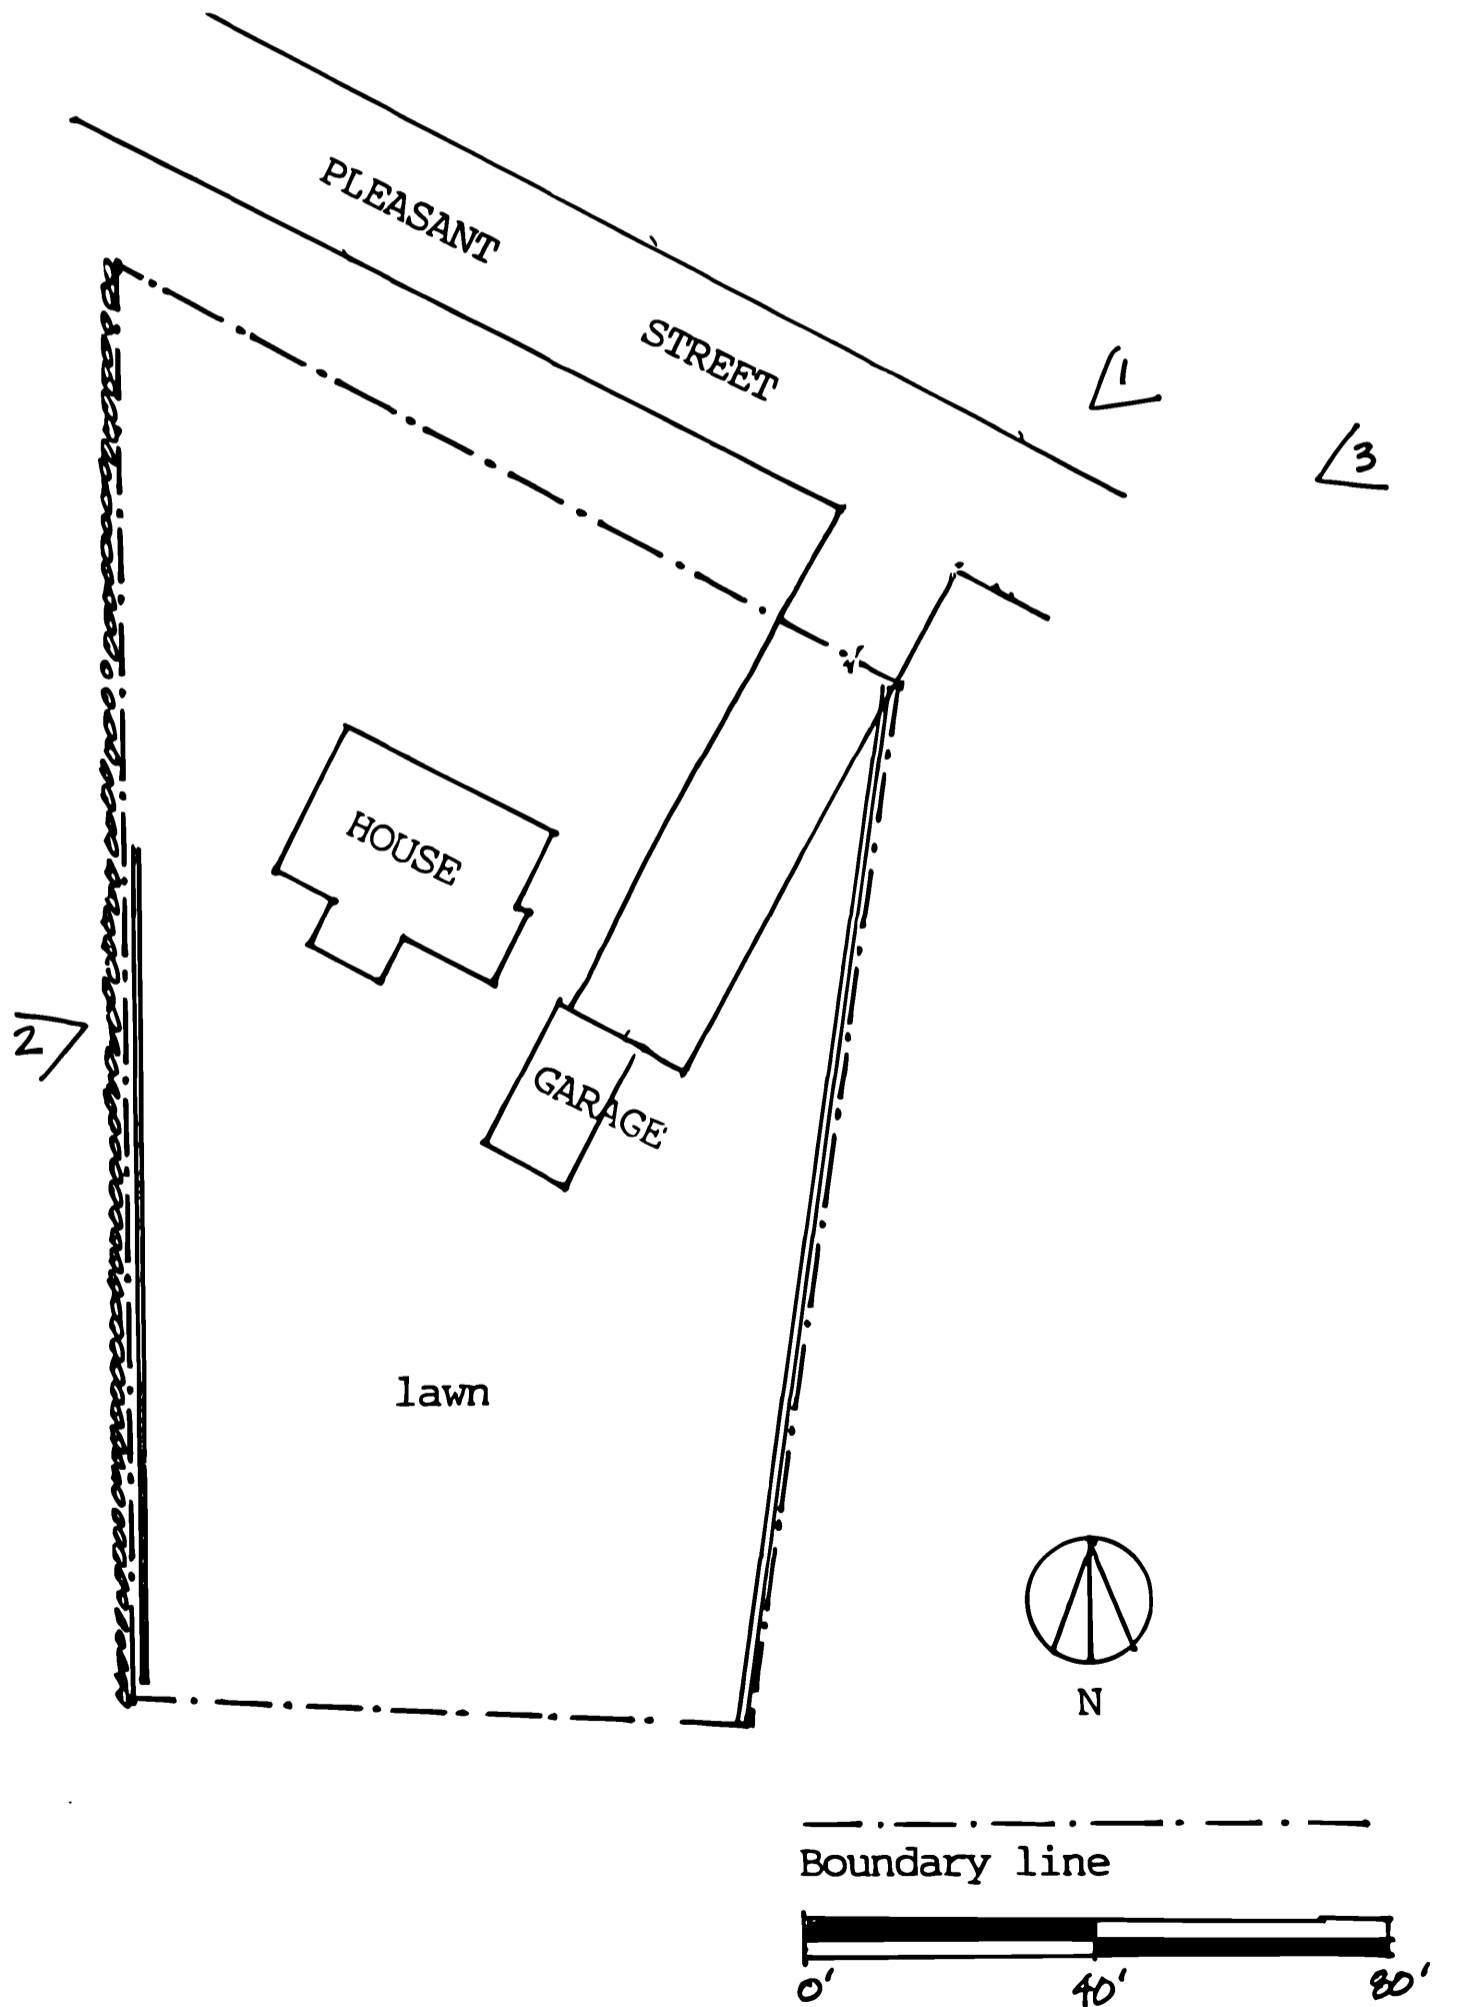 PLEASANT
STREET
1
3
HOUSE
2
GARAGE
lawn
N
Boundary line
0' 40' 80'